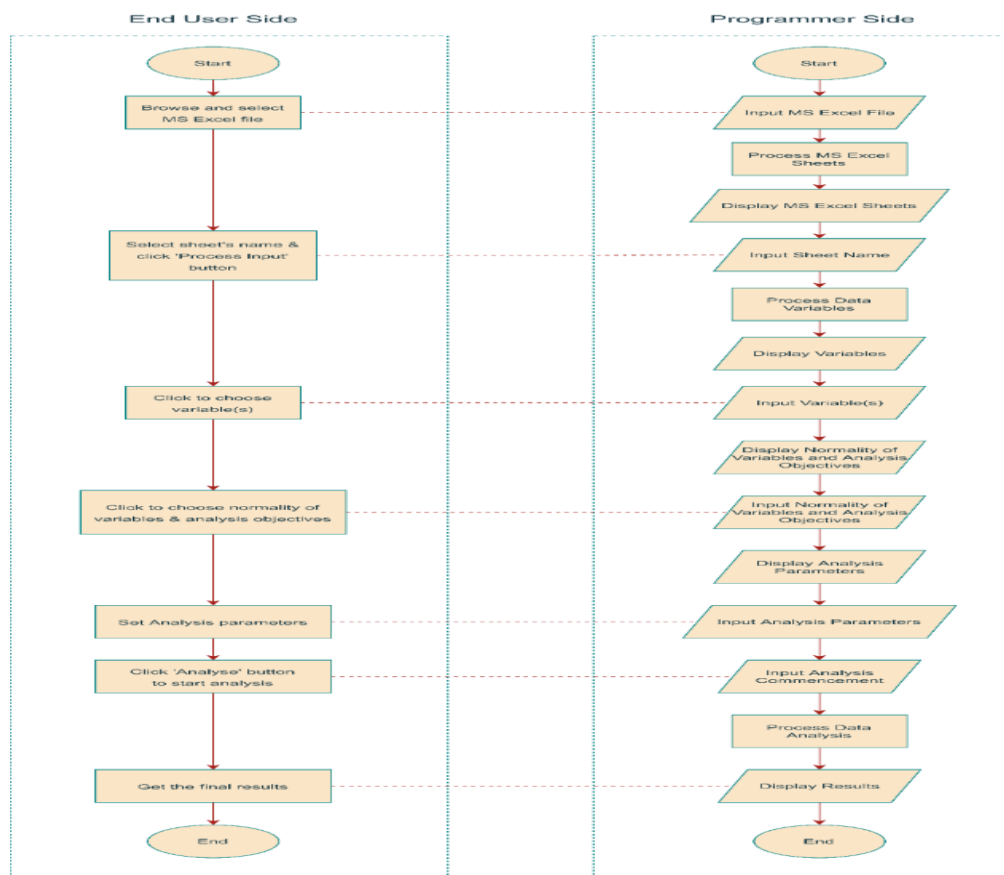 End User Side
Start
Browse and select
MS Excel file
Select sheet's name &
click 'Process Input'
button
Click to choose
variable(s)
Click to choose normality of
variables & analysis objectives
Set Analysis parameters
Click 'Analyse' button
to start analysis
Get the final results
End
Programmer Side
Start
Input MS Excel File
Process MS Excel
Sheets
Display MS Excel Sheets
Input Sheet Name
Process Data
Variables
Display Variables
Input Variable(s)
Display Normality of
Variables and Analysis
Objectives
Input Normality of
Variables and Analysis
Objectives
Display Analysis
Parameters
Input Analysis Parameters
Input Analysis
Commencement
Process Data
Analysis
Display Results
End